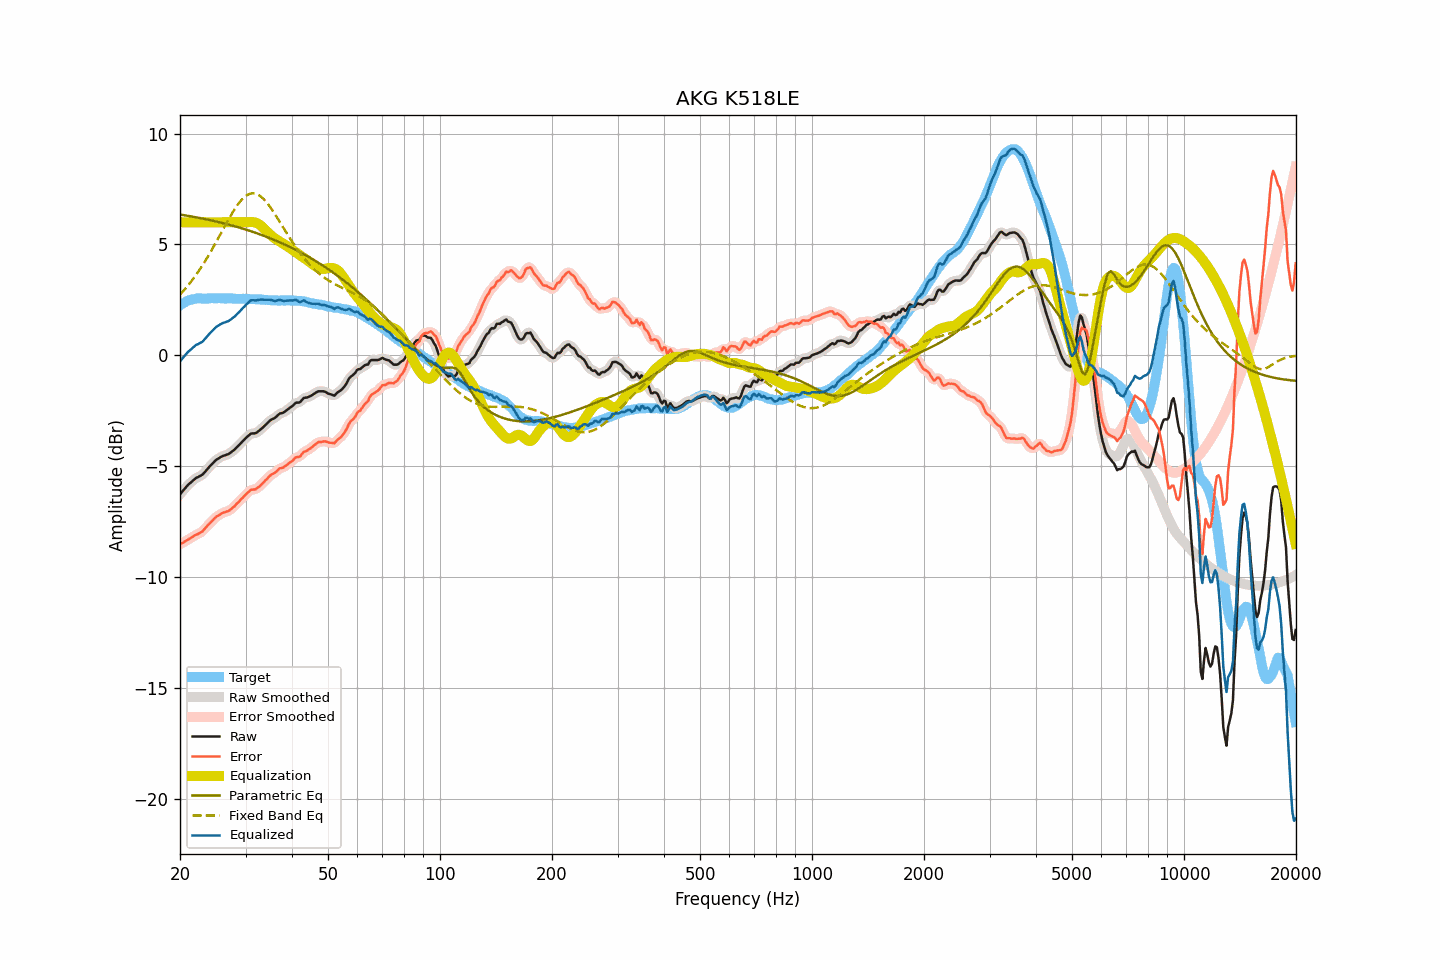 AKG K518LE
10
5
0
−5
−10
−15
−20
Amplitude (dBr)
Target
Raw Smoothed
Error Smoothed
Raw
Error
Equalization
Parametric Eq
Fixed Band Eq
Equalized
20 50 100 200 500 1000 2000 5000 10000 20000
Frequency (Hz)